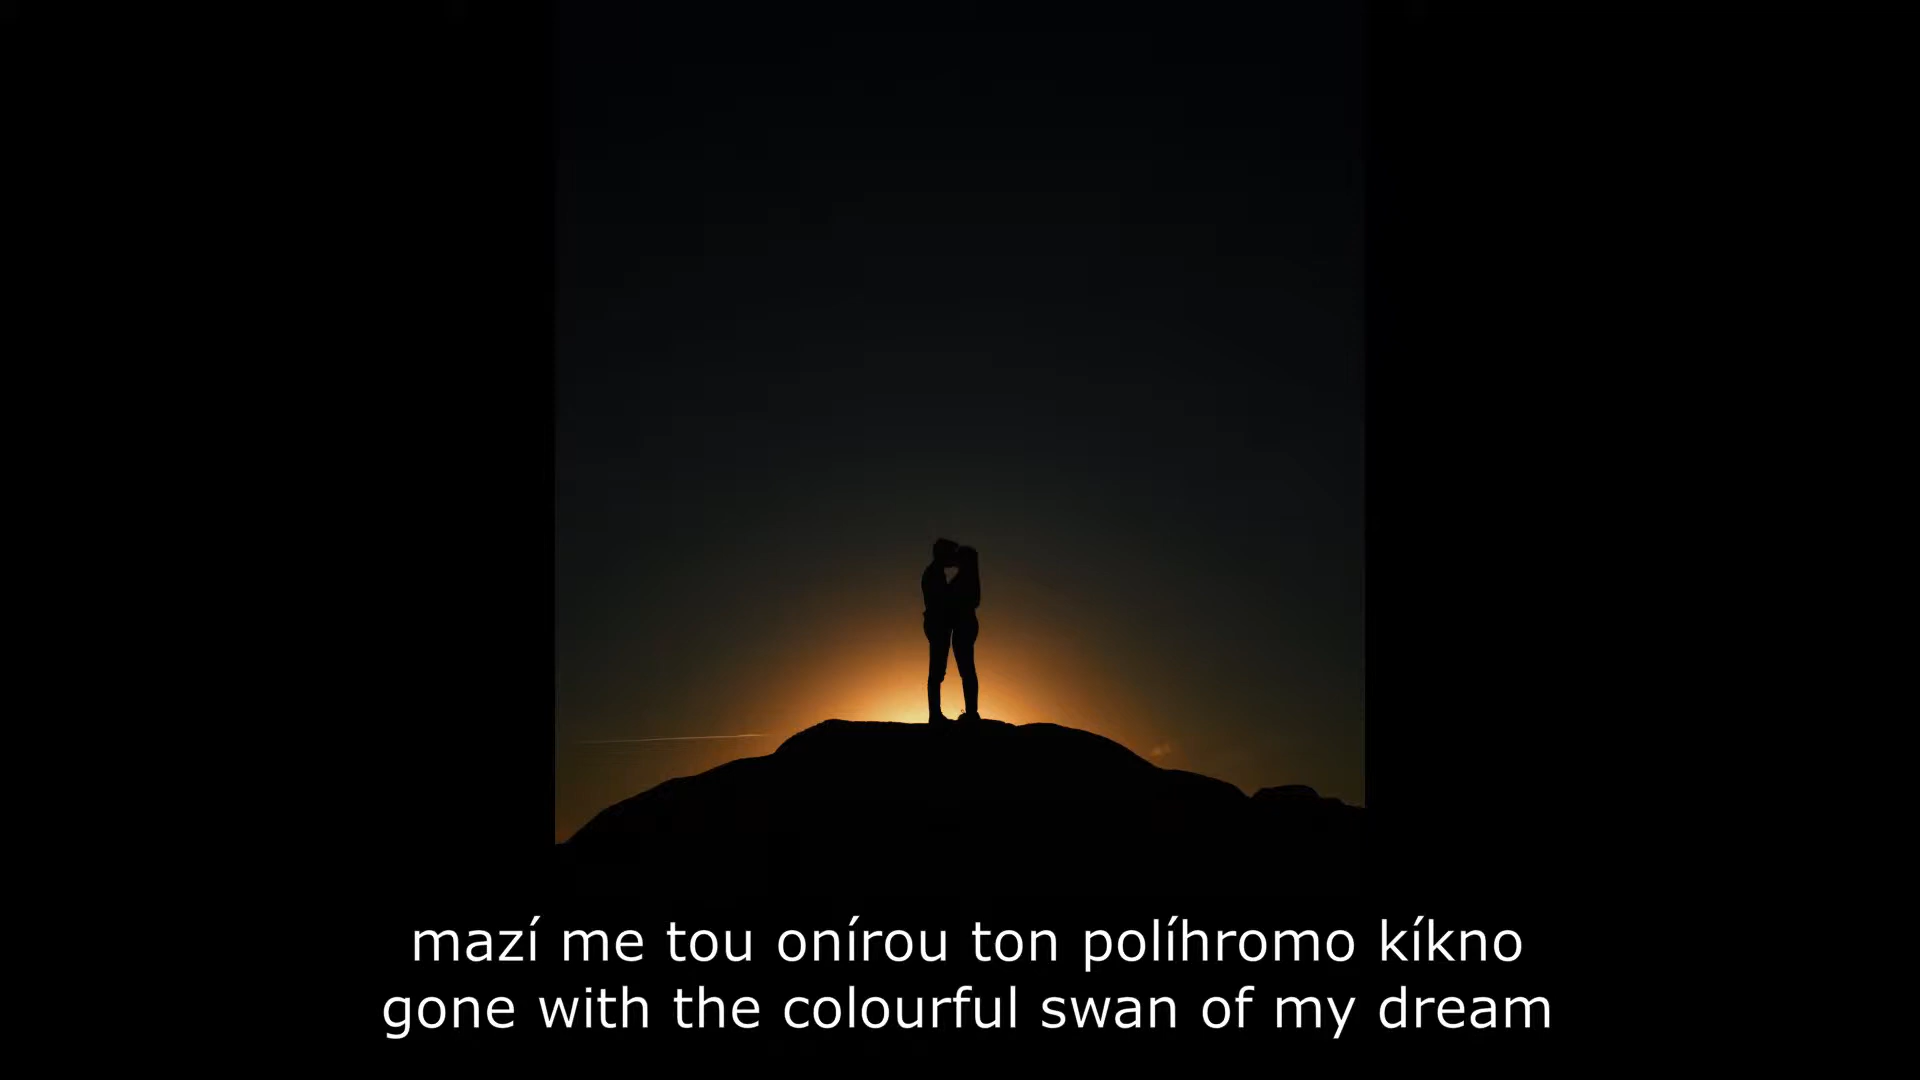 mazí me tou onírou ton políhromo kíkno
gone with the colourful swan of my dream